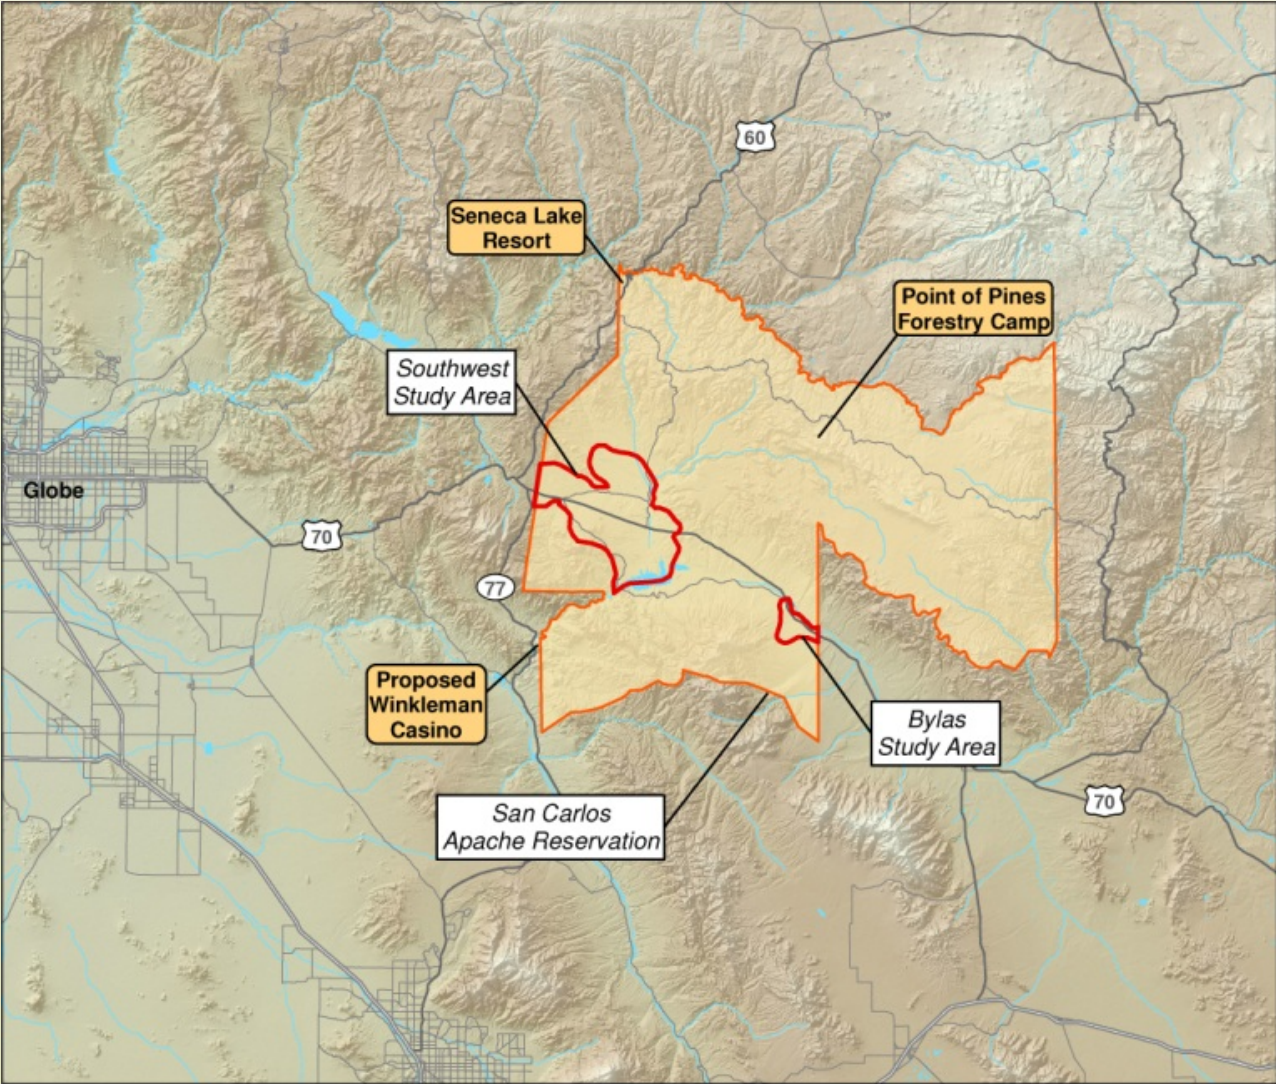 60
Seneca Lake
Resort
Point of Pines
Forestry Camp
Southwest
Study Area
Globe
70
77
Proposed
Winkleman
Casino
Bylas
Study Area
70
San Carlos
Apache Reservation